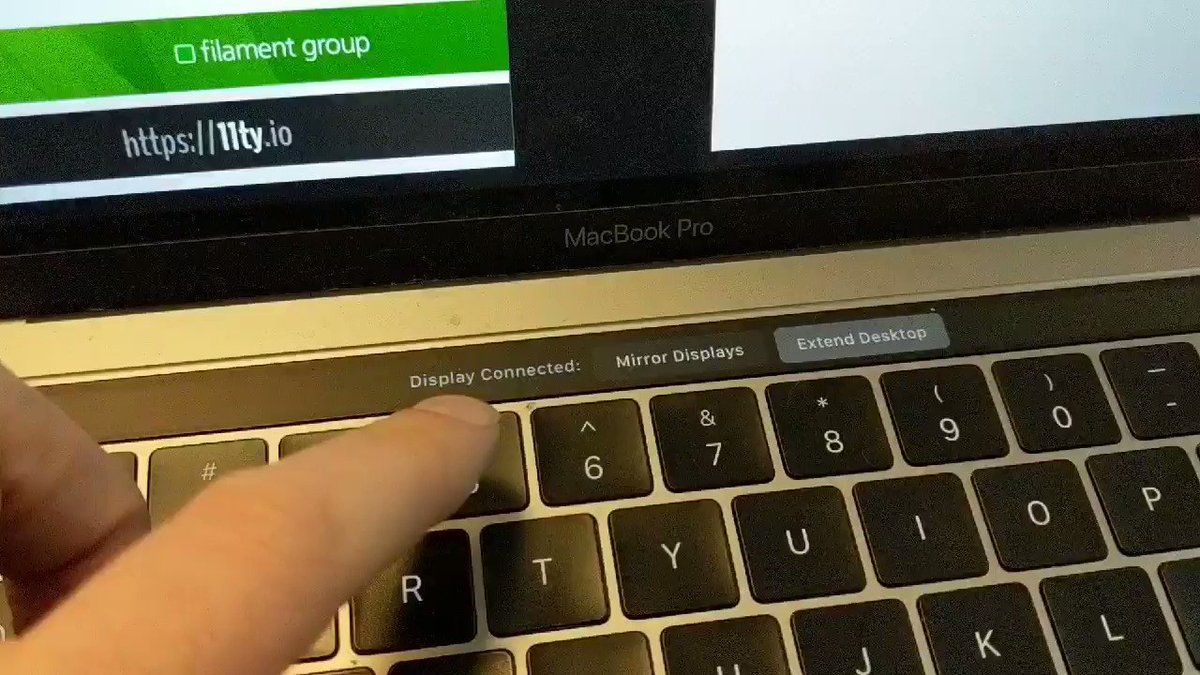 filament group
https://11ty.io
MacBook Pro
Display Connected: Mirror Displays Extend Desktop
# ^ 6 & 7 * 8 ( 9 ) 0 _ -
R T Y U I O P
J K L